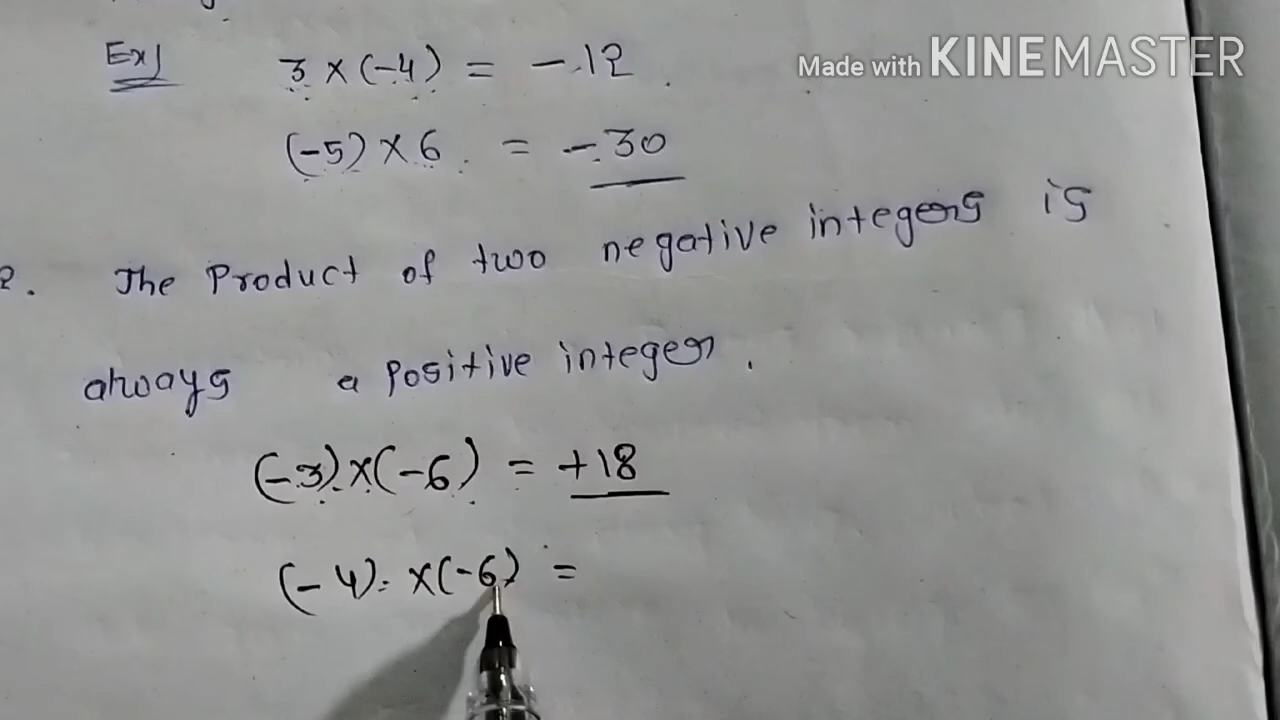 Made with KINEMASTER
Ex)
3 × (-4) = -12
(-5) × 6 = -30
2. The Product of two negative integers is
always a positive integer.
(-3) × (-6) = +18
(-4) × (-6) =